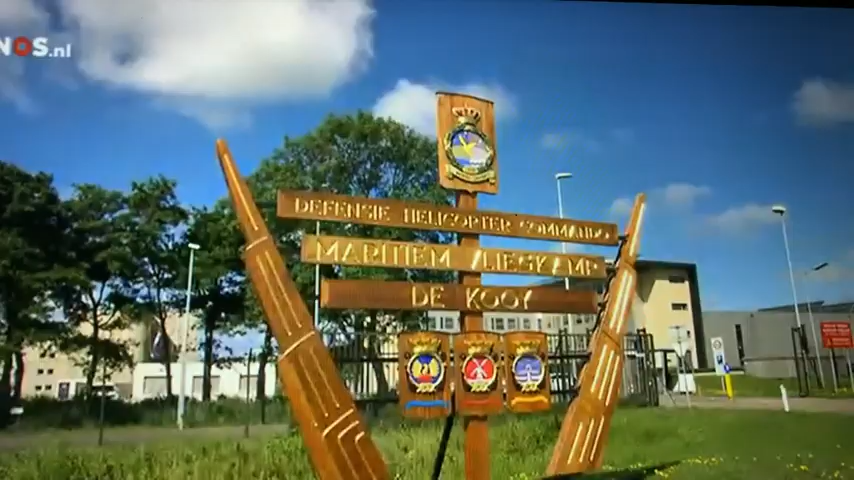 NOS.nl
DEFENSIE HELICOPTER COMMANDO
MARITIEM VLIEGKAMP
DE KOOY